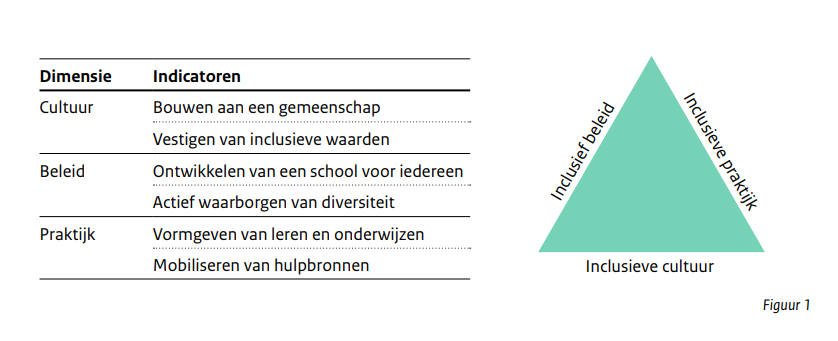 Dimensie Indicatoren
Cultuur Bouwen aan een gemeenschap
Vestigen van inclusieve waarden
Beleid Ontwikkelen van een school voor iedereen
Actief waarborgen van diversiteit
Praktijk Vormgeven van leren en onderwijzen
Mobiliseren van hulpbronnen
Inclusief beleid
Inclusieve praktijk
Inclusieve cultuur
Figuur 1